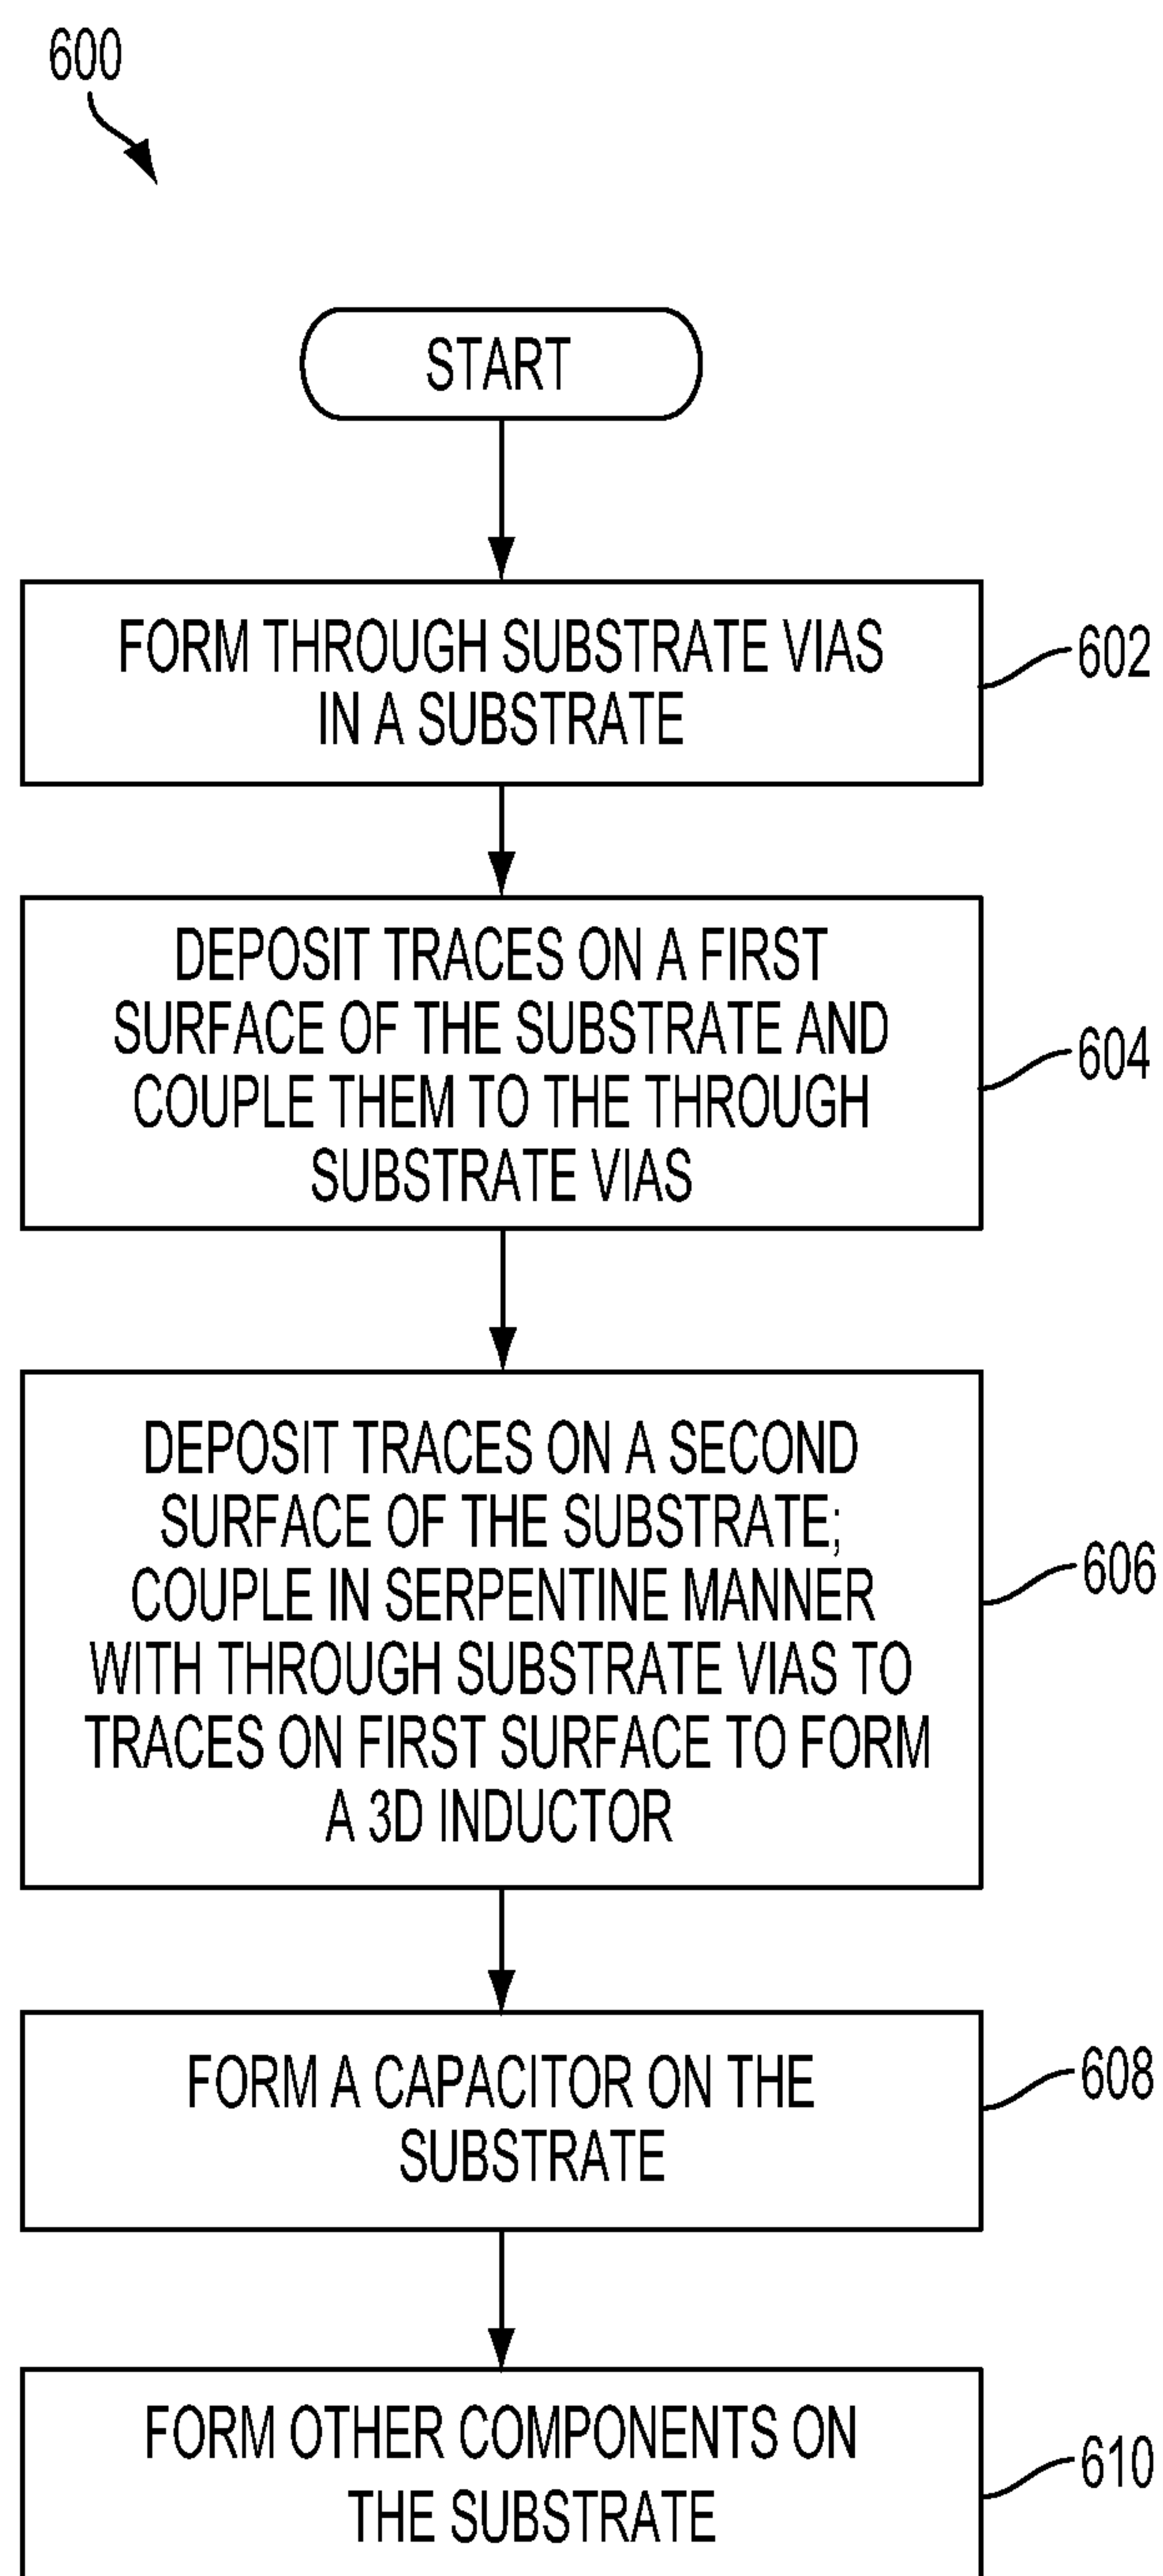 600
START
FORM THROUGH SUBSTRATE VIAS
IN A SUBSTRATE
602
DEPOSIT TRACES ON A FIRST
SURFACE OF THE SUBSTRATE AND
COUPLE THEM TO THE THROUGH
SUBSTRATE VIAS
604
DEPOSIT TRACES ON A SECOND
SURFACE OF THE SUBSTRATE;
COUPLE IN SERPENTINE MANNER
WITH THROUGH SUBSTRATE VIAS TO
TRACES ON FIRST SURFACE TO FORM
A 3D INDUCTOR
606
FORM A CAPACITOR ON THE
SUBSTRATE
608
FORM OTHER COMPONENTS ON
THE SUBSTRATE
610